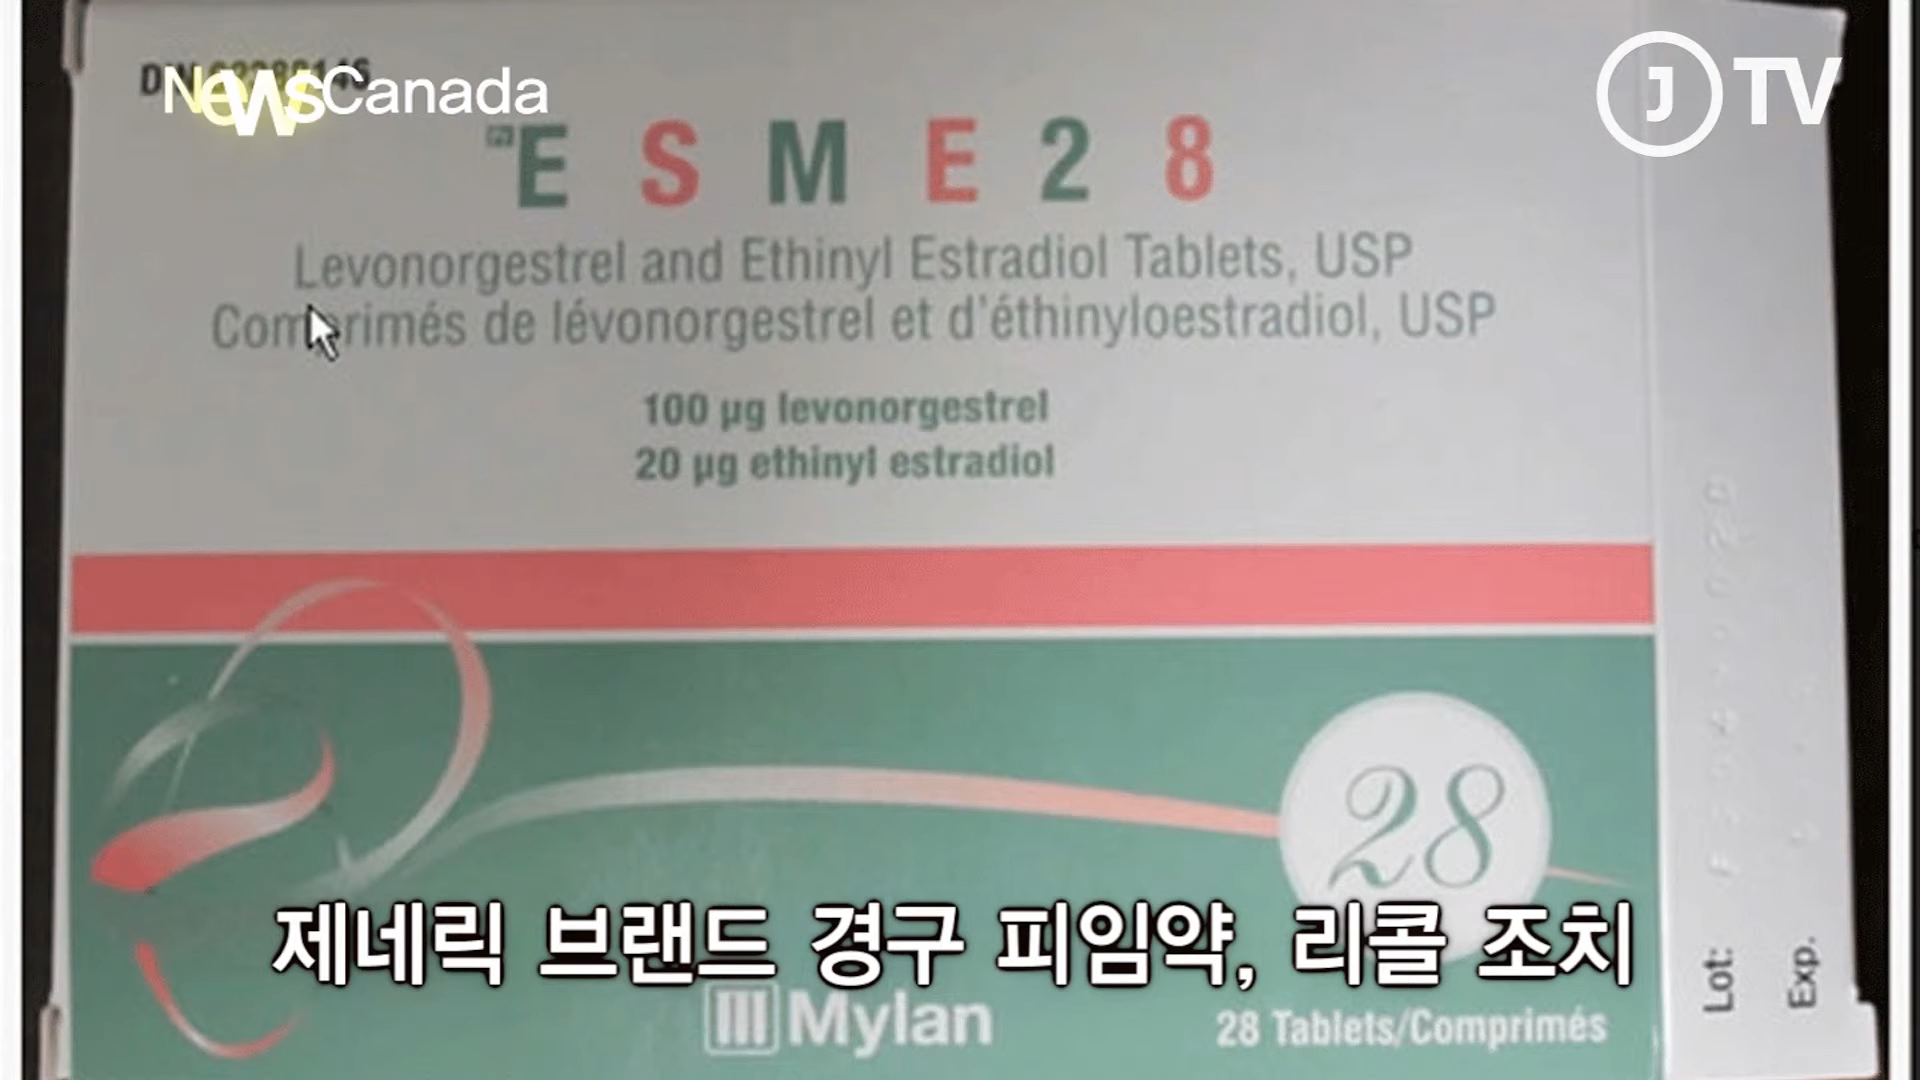 NewsCanada
J TV
ESME28
Levonorgestrel and Ethinyl Estradiol Tablets, USP
Comprimés de lévonorgestrel et d'éthinyloestradiol, USP
100 µg levonorgestrel
20 µg ethinyl estradiol
28
제네릭 브랜드 경구 피임약, 리콜 조치
Mylan
28 Tablets/Comprimés
Lot:
Exp.